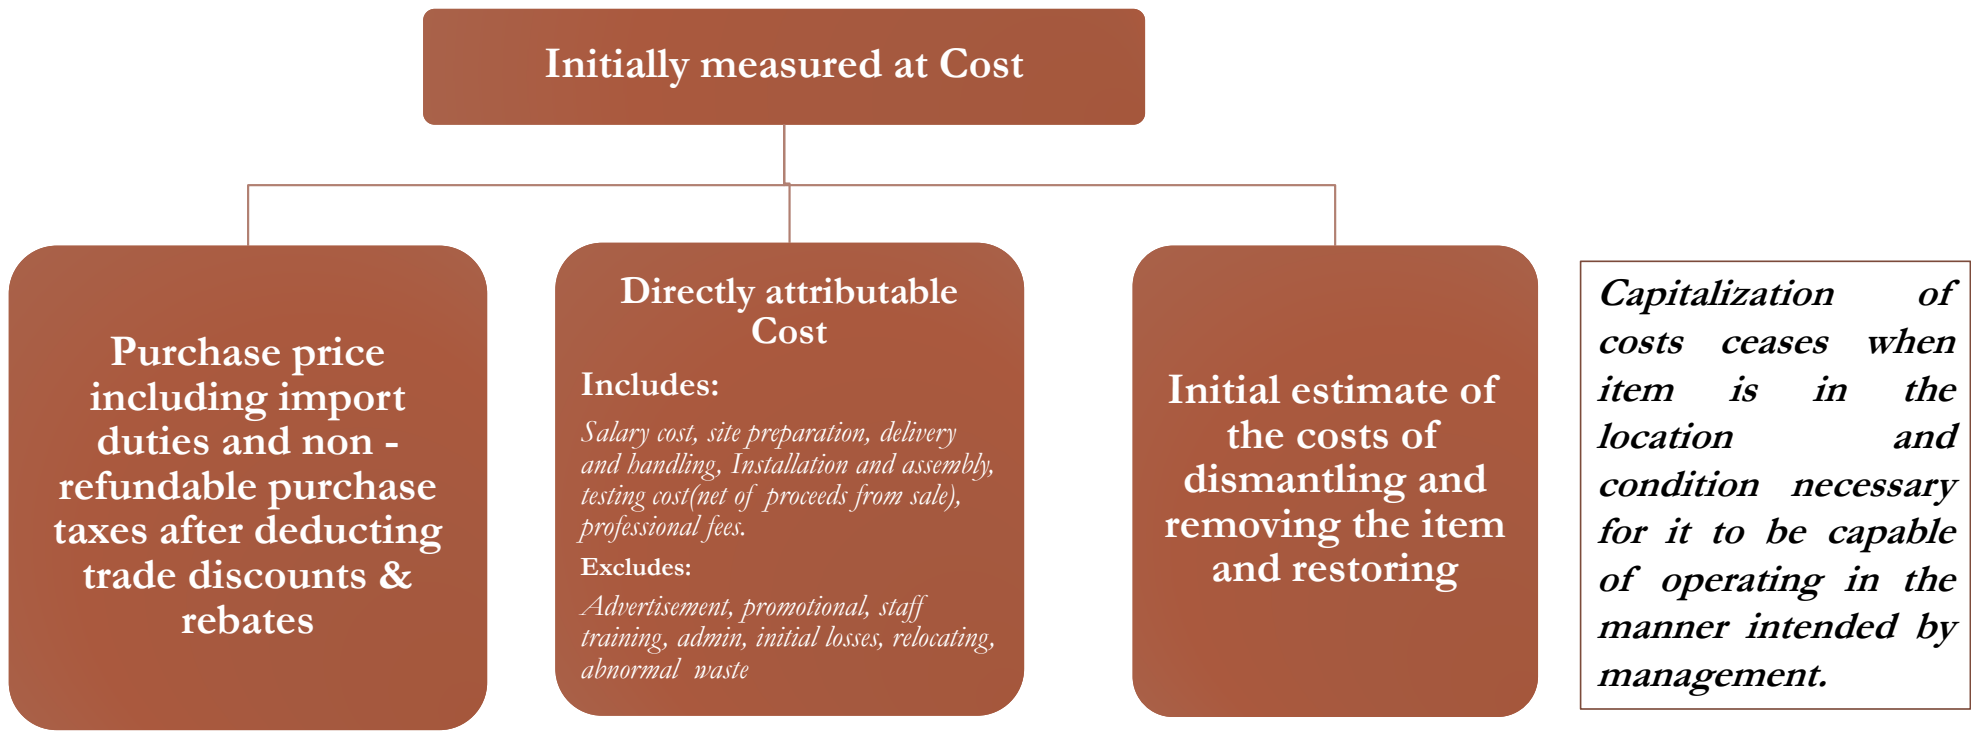 Initially measured at Cost
Purchase price
including import
duties and non -
refundable purchase
taxes after deducting
trade discounts &
rebates
Directly attributable
Cost
Includes:
Salary cost, site preparation, delivery
and handling, Installation and assembly,
testing cost(net of proceeds from sale),
professional fees.
Excludes:
Advertisement, promotional, staff
training, admin, initial losses, relocating,
abnormal waste
Initial estimate of
the costs of
dismantling and
removing the item
and restoring
Capitalization of
costs ceases when
item is in the
location and
condition necessary
for it to be capable
of operating in the
manner intended by
management.